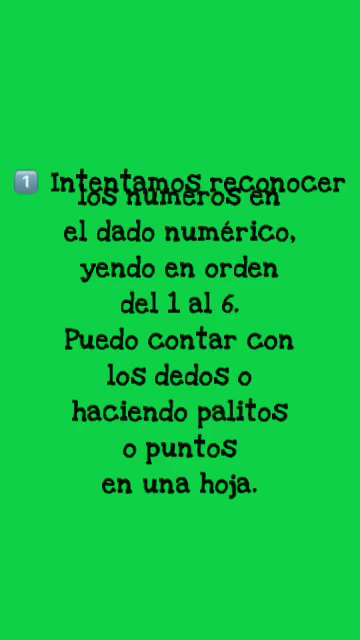 1️⃣ Intentamos reconocer
los números en
el dado numérico,
yendo en orden
del 1 al 6.
Puedo contar con
los dedos o
haciendo palitos
o puntos
en una hoja.